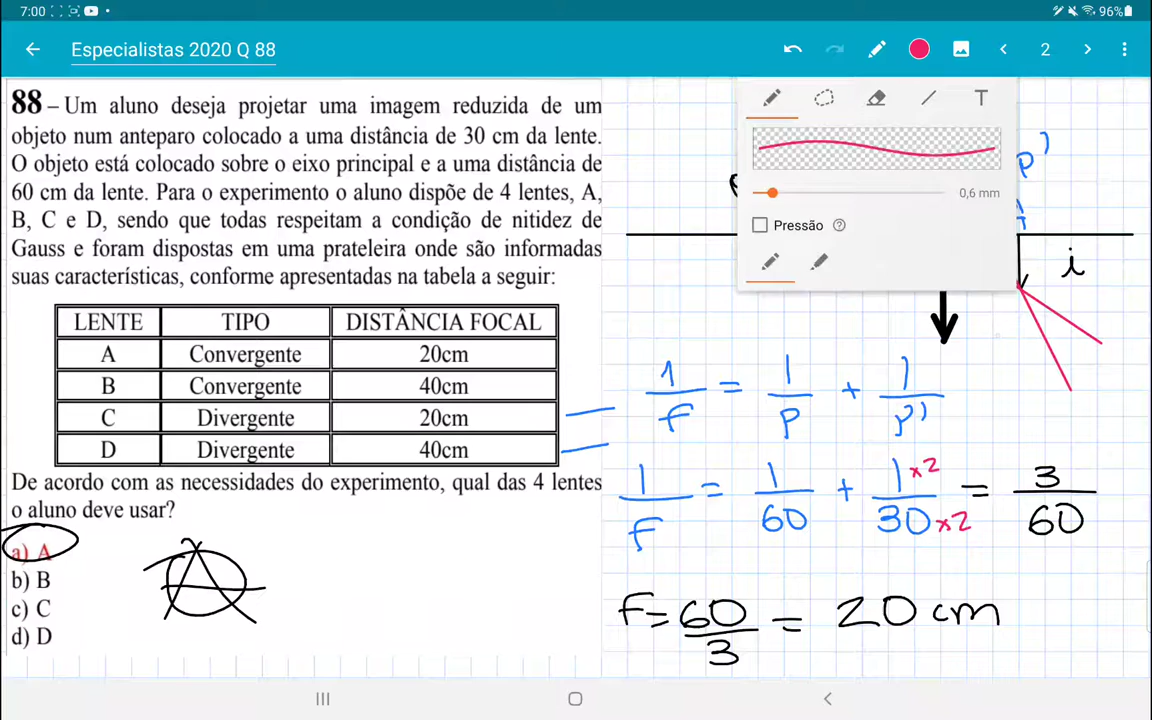 7:00 96%
Especialistas 2020 Q 88 2
88 – Um aluno deseja projetar uma imagem reduzida de um
objeto num anteparo colocado a uma distância de 30 cm da lente.
O objeto está colocado sobre o eixo principal e a uma distância de
60 cm da lente. Para o experimento o aluno dispõe de 4 lentes, A,
B, C e D, sendo que todas respeitam a condição de nitidez de
Gauss e foram dispostas em uma prateleira onde são informadas
suas características, conforme apresentadas na tabela a seguir:
LENTE TIPO DISTÂNCIA FOCAL
A Convergente 20cm
B Convergente 40cm
C Divergente 20cm
D Divergente 40cm
De acordo com as necessidades do experimento, qual das 4 lentes
o aluno deve usar?
a) A
b) B
c) C
d) D
A
T
0,6 mm
Pressão ?
p'
i
1/f = 1/p + 1/p'
1/f = 1/60 + 1x2/30x2 = 3/60
f = 60/3 = 20 cm